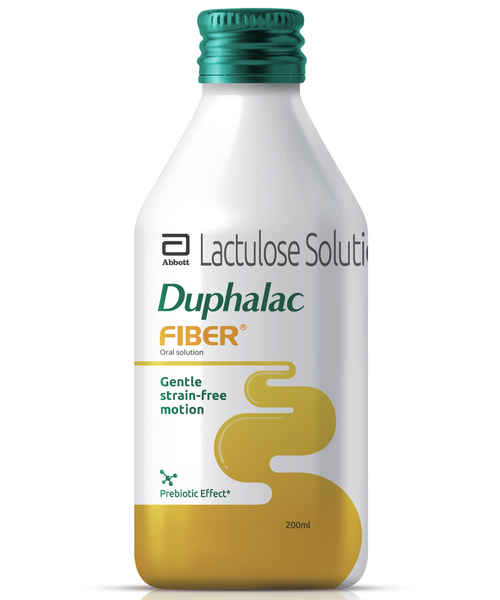 Abbott
Lactulose Soluti
Duphalac
FIBER®
Oral solution
Gentle
strain-free
motion
Prebiotic Effect*
200ml